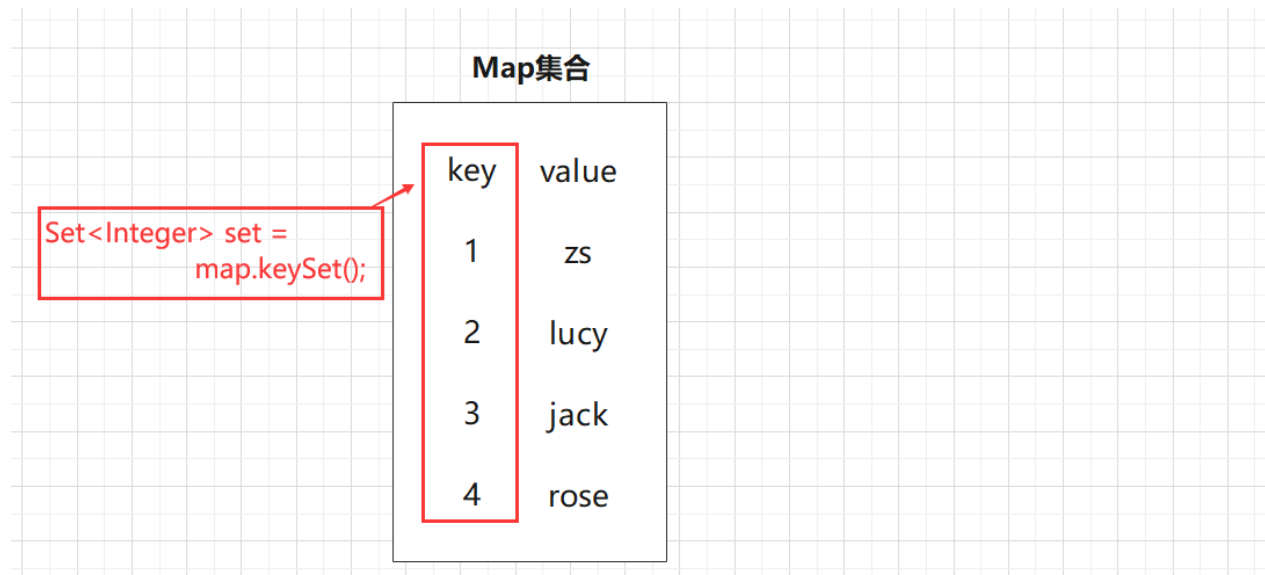 Map集合
key value
Set<Integer> set =
map.keySet();
1 zs
2 lucy
3 jack
4 rose